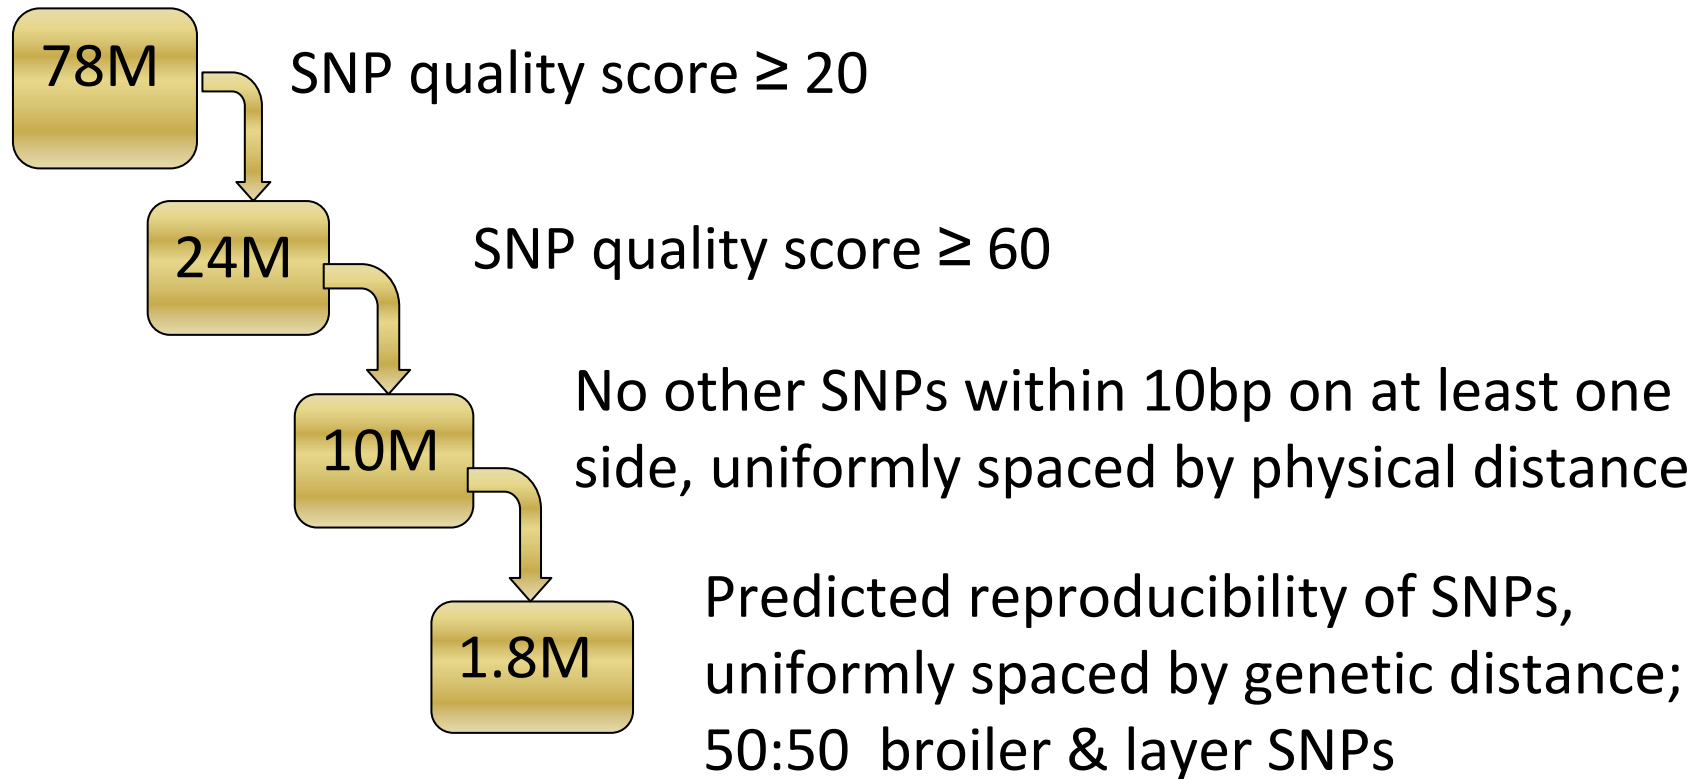 78M
SNP quality score ≥ 20
24M
SNP quality score ≥ 60
10M
No other SNPs within 10bp on at least one
side, uniformly spaced by physical distance
1.8M
Predicted reproducibility of SNPs,
uniformly spaced by genetic distance;
50:50 broiler & layer SNPs